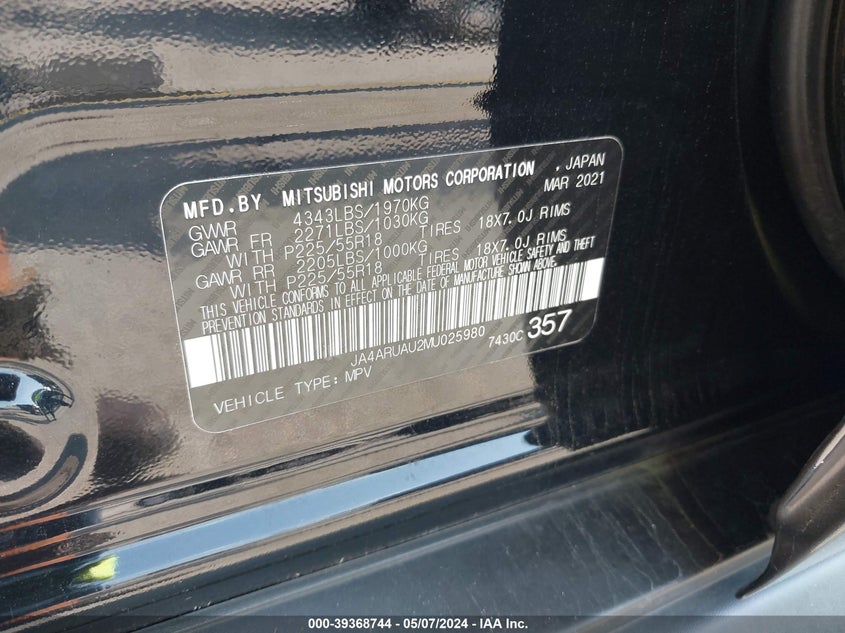 MFD.BY MITSUBISHI MOTORS CORPORATION , JAPAN
MAR 2021
GVWR 4343LBS/1970KG
GAWR FR 2271LBS/1030KG
WITH P225/55R18 TIRES 18X7.0J RIMS
GAWR RR 2205LBS/1000KG
WITH P225/55R18 TIRES 18X7.0J RIMS
THIS VEHICLE CONFORMS TO ALL APPLICABLE FEDERAL MOTOR VEHICLE SAFETY AND THEFT
PREVENTION STANDARDS IN EFFECT ON THE DATE OF MANUFACTURE SHOWN ABOVE.
JA4ARUAU2MU025980 7430C 357
VEHICLE TYPE:MPV
000-39368744 - 05/07/2024 - IAA Inc.